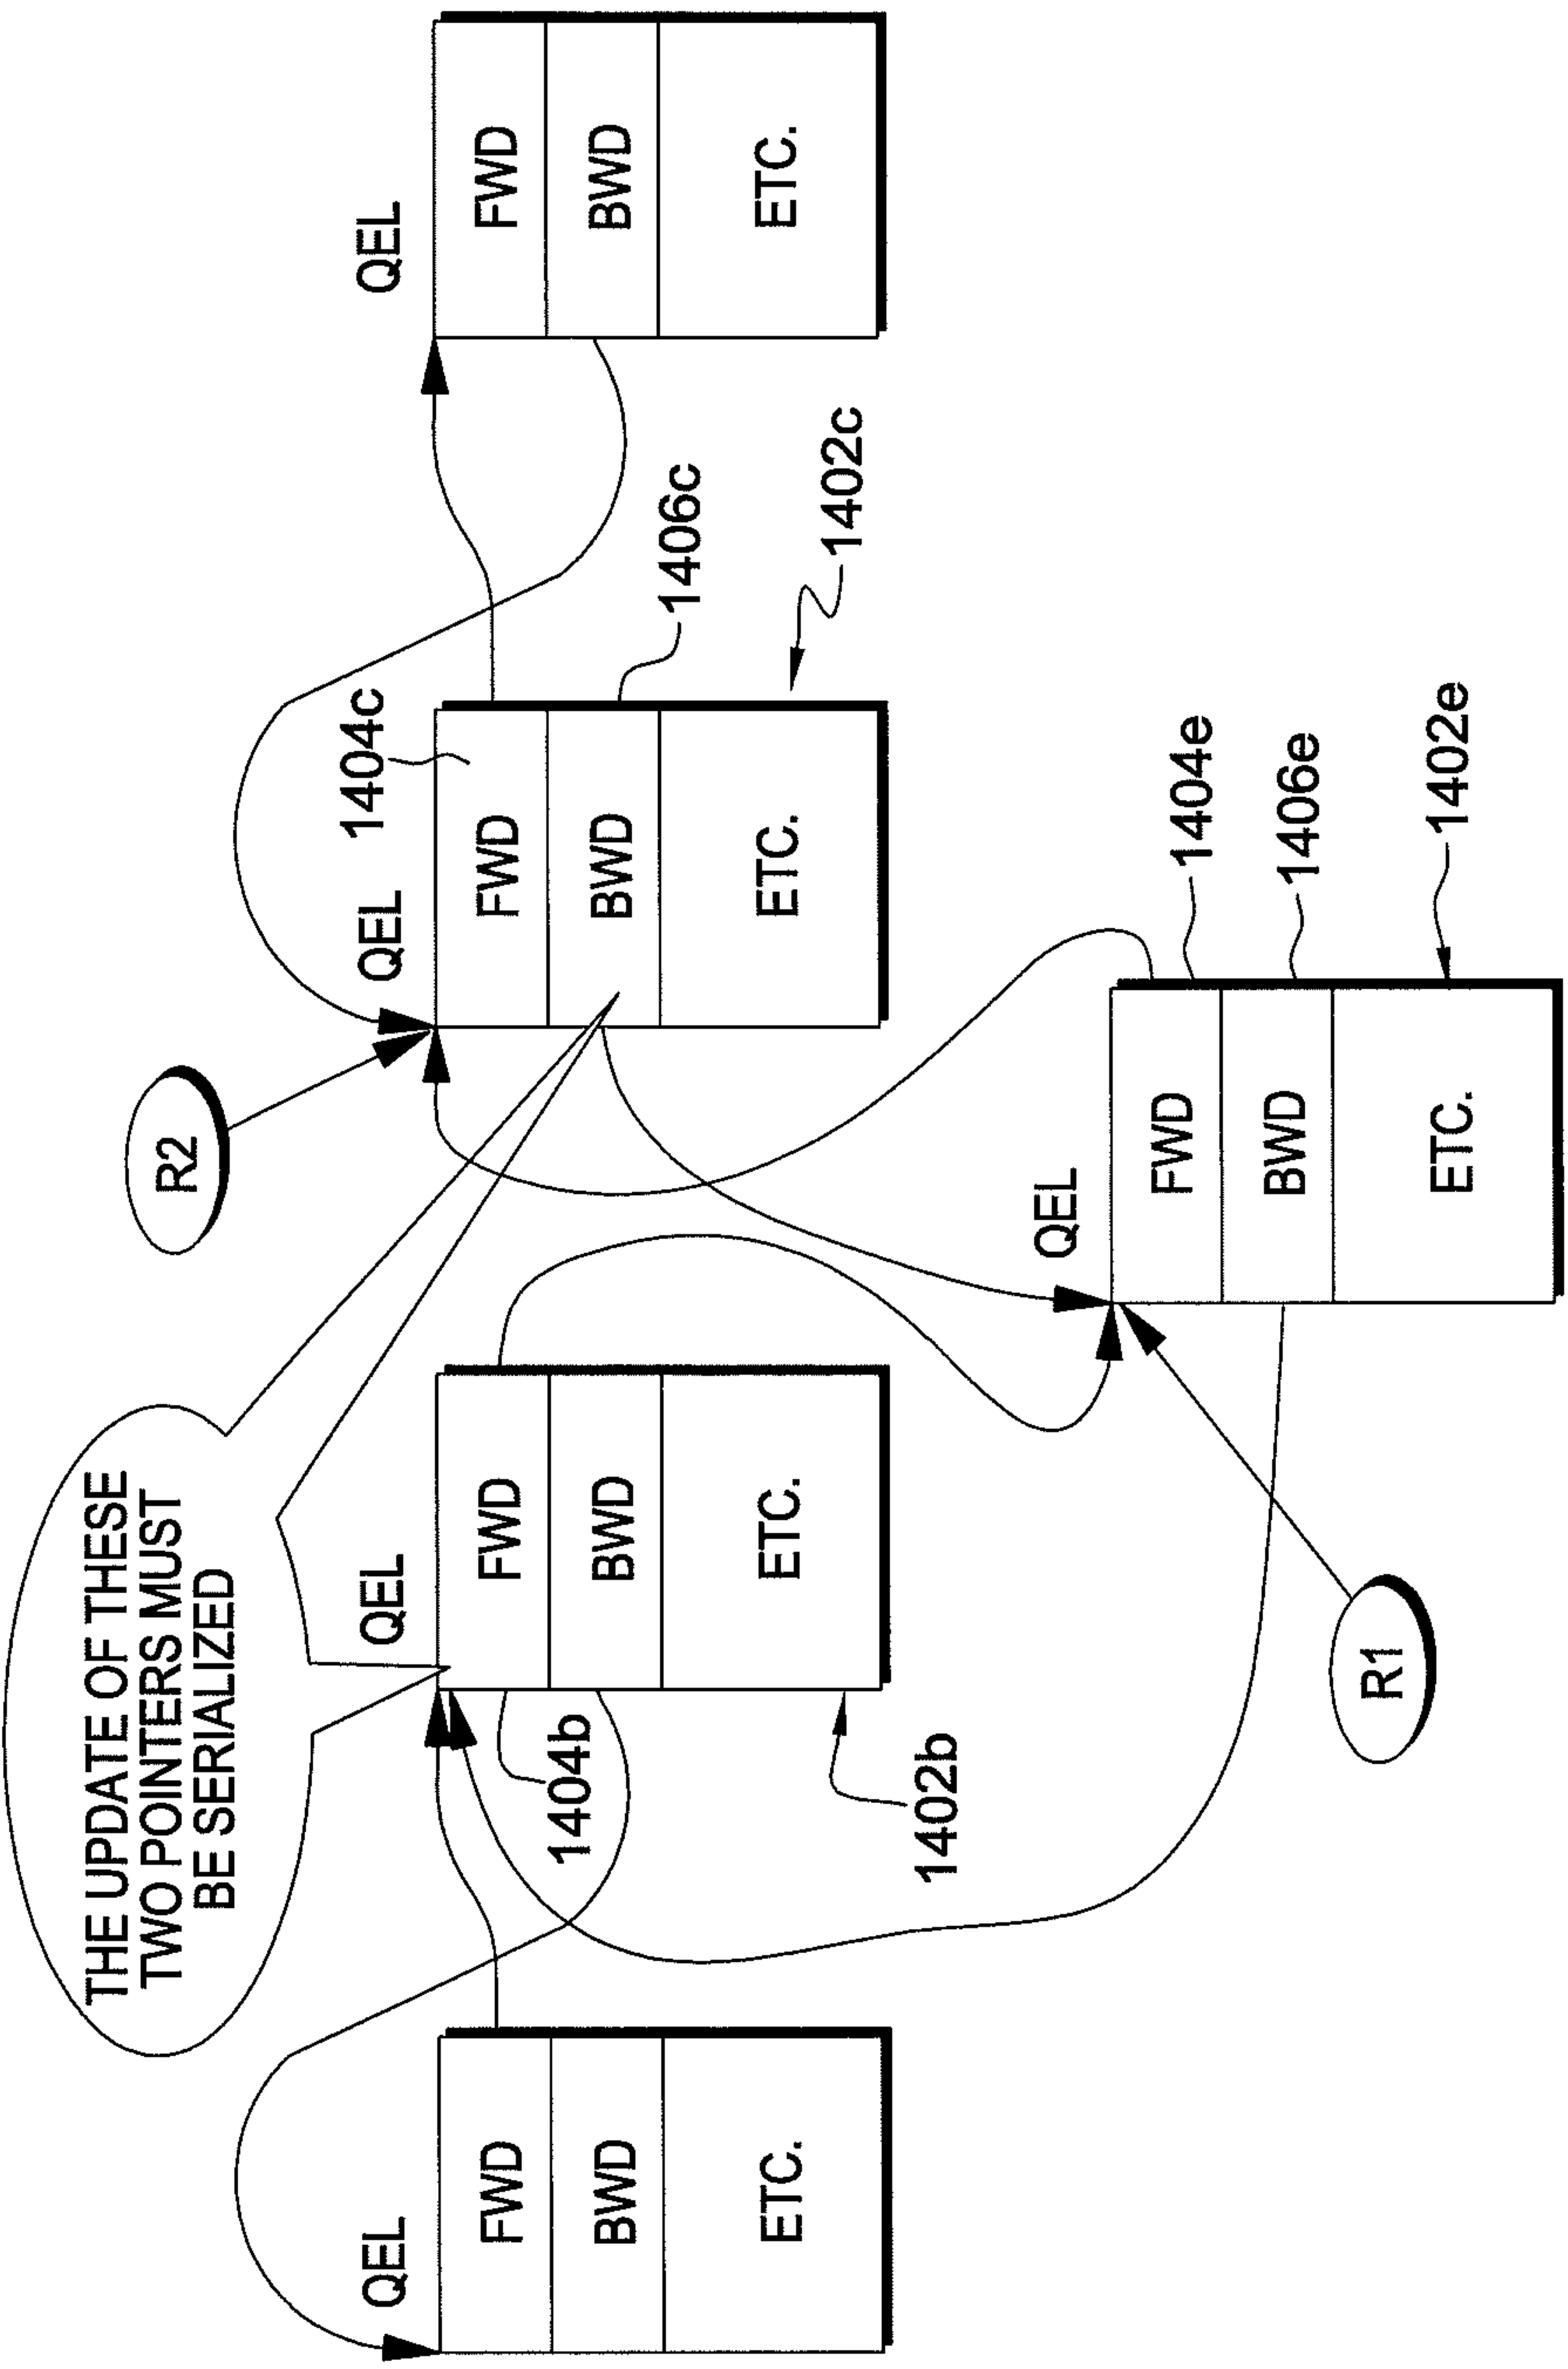 THE UPDATE OF THESE
TWO POINTERS MUST
BE SERIALIZED
R2
QEL
FWD
BWD
ETC.
QEL
FWD
BWD
ETC.
1404b
1402b
QEL
1404c
FWD
BWD
ETC.
1406c
1402c
QEL
FWD
BWD
ETC.
QEL
FWD
BWD
ETC.
1404e
1406e
1402e
R1